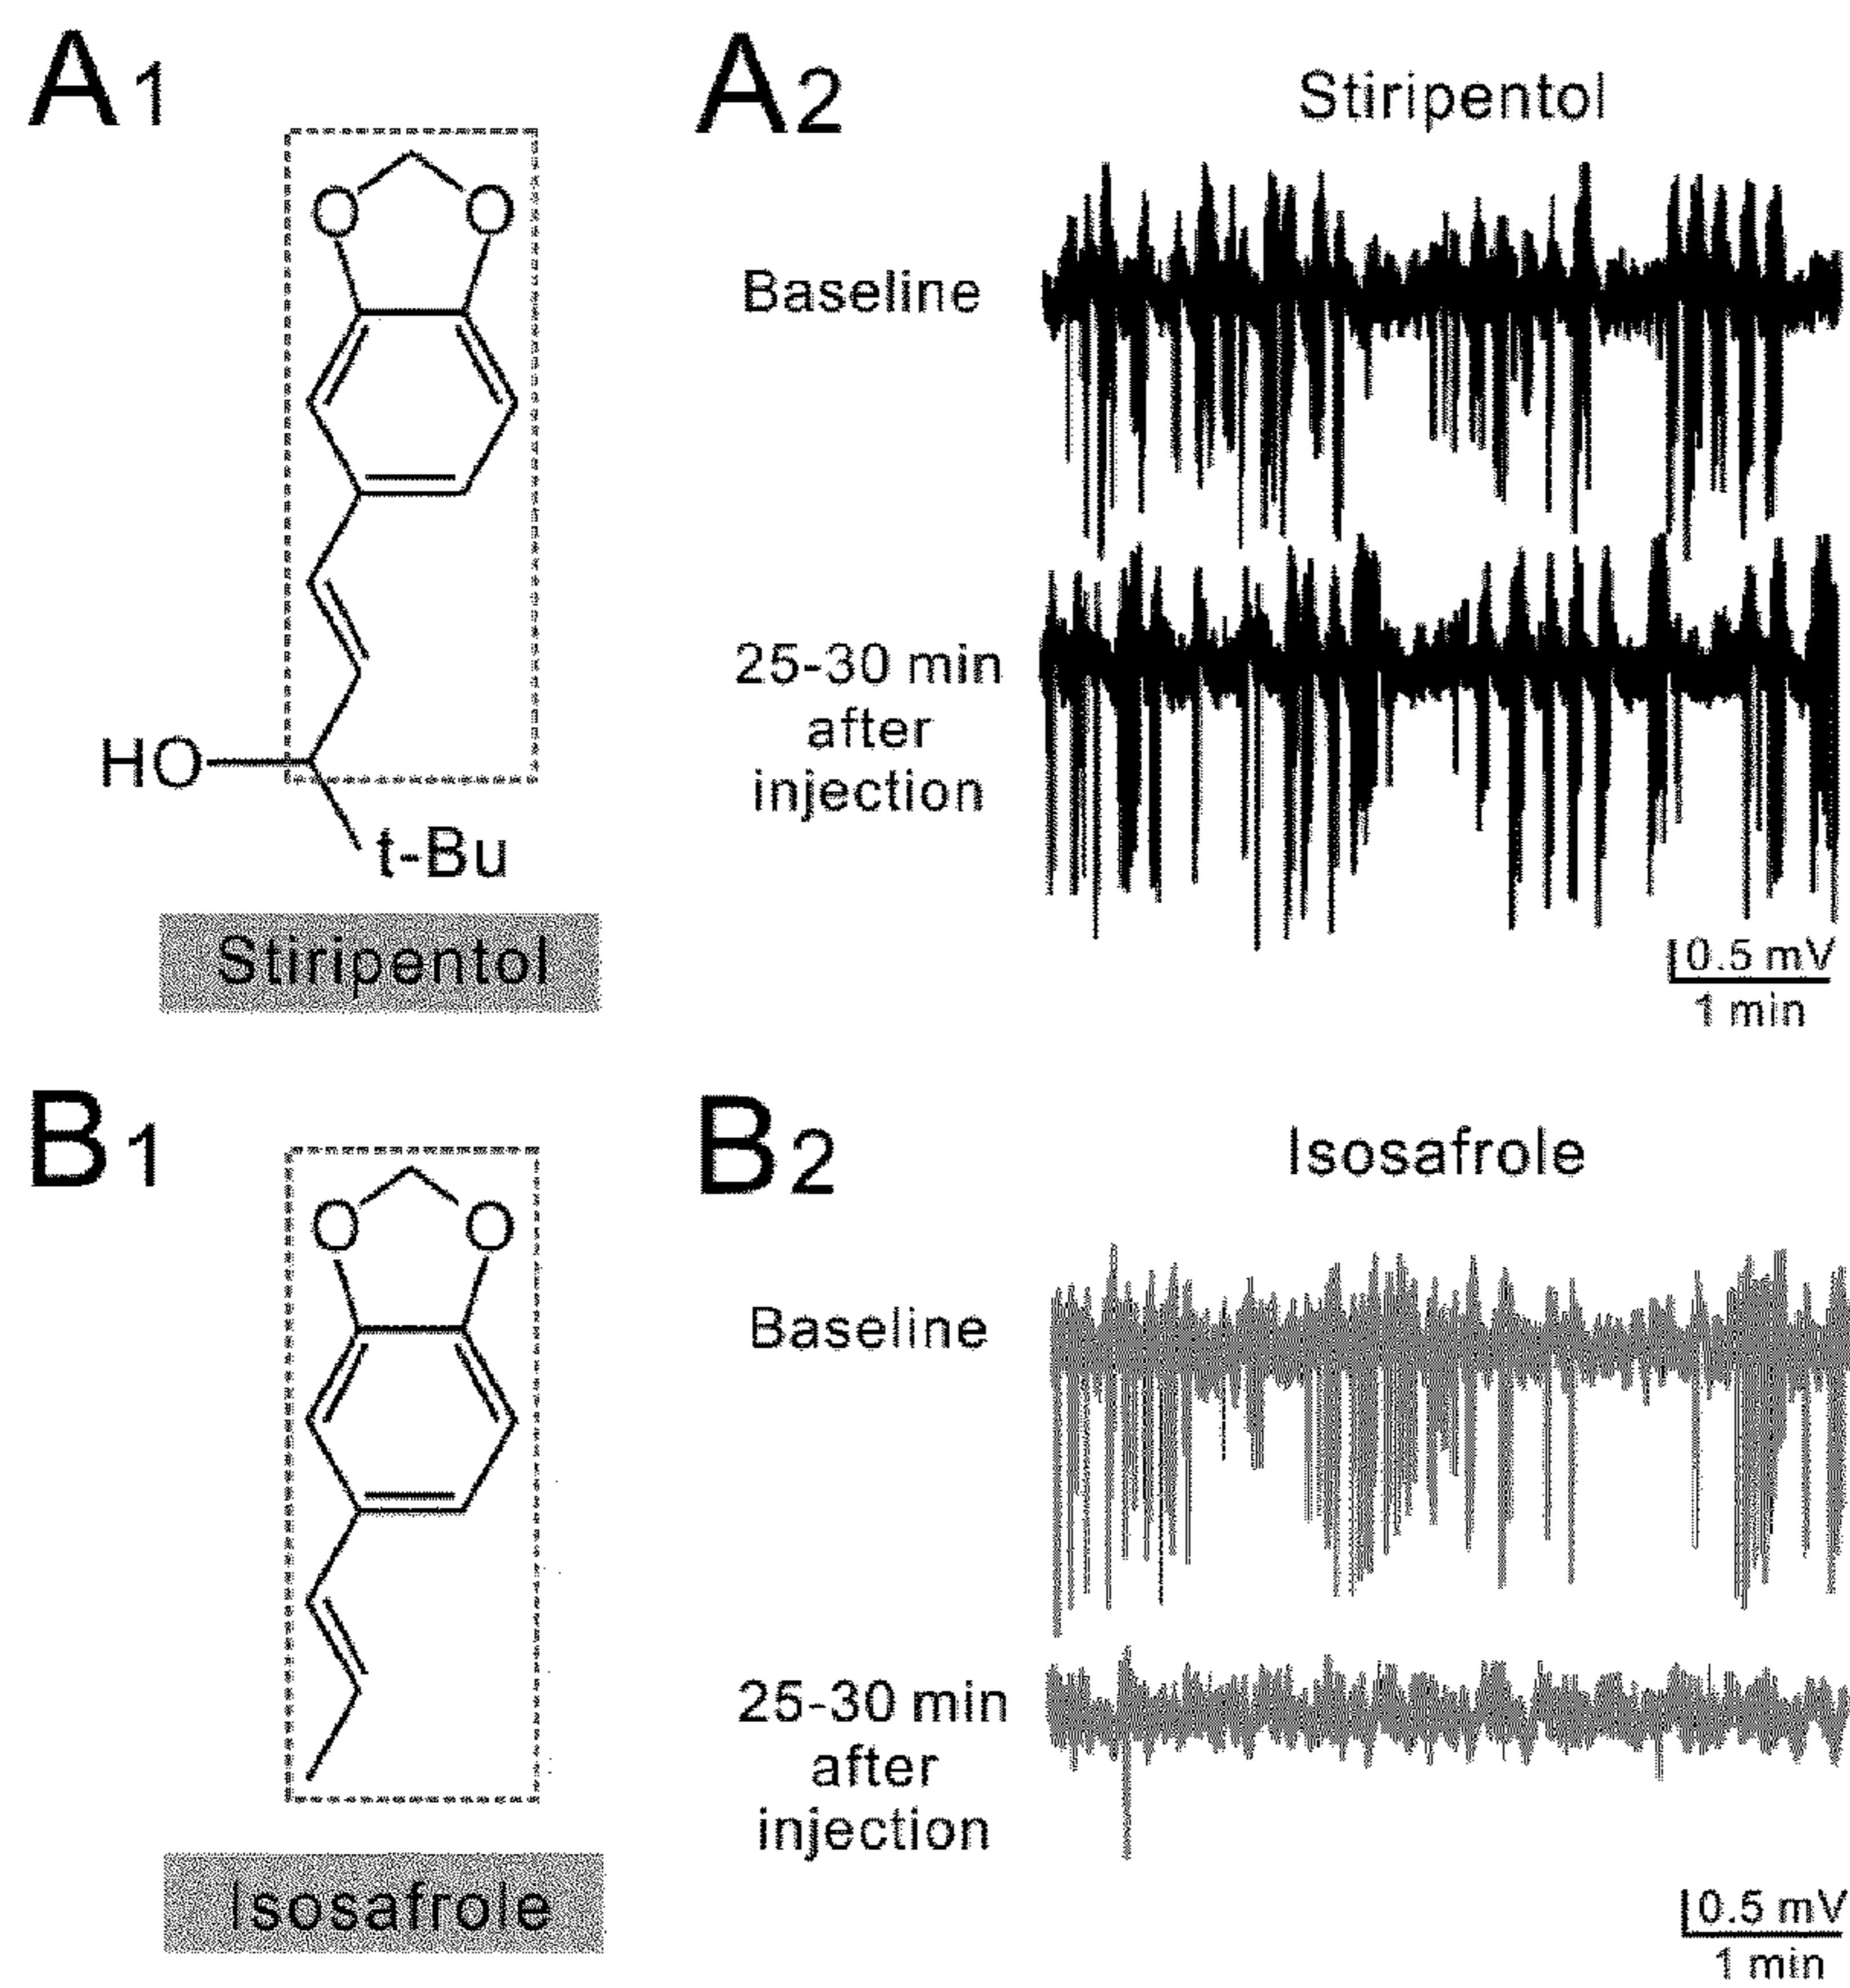 A1
O O
HO
t-Bu
Stiripentol
A2
Stiripentol
Baseline
25-30 min
after
injection
0.5 mV
1 min
B1
O O
Isosafrole
B2
Isosafrole
Baseline
25-30 min
after
injection
0.5 mV
1 min